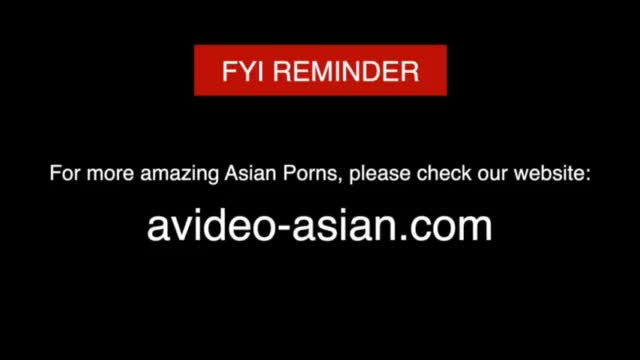 FYI REMINDER
For more amazing Asian Porns, please check our website:
avideo-asian.com